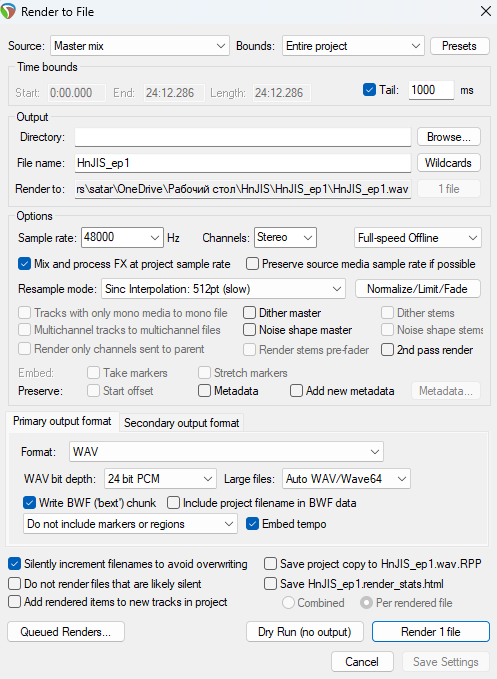 Render to File
Source: Master mix Bounds: Entire project Presets
Time bounds
Start: 0:00.000 End: 24:12.286 Length: 24:12.286 Tail: 1000 ms
Output
Directory: Browse...
File name: HnJIS_ep1 Wildcards
Render to: rs\satar\OneDrive\Рабочий стол\HnJIS\HnJIS_ep1\HnJIS_ep1.wav 1 file
Options
Sample rate: 48000 Hz Channels: Stereo Full-speed Offline
Mix and process FX at project sample rate Preserve source media sample rate if possible
Resample mode: Sinc Interpolation: 512pt (slow) Normalize/Limit/Fade
Tracks with only mono media to mono file Dither master Dither stems
Multichannel tracks to multichannel files Noise shape master Noise shape stems
Render only channels sent to parent Render stems pre-fader 2nd pass render
Embed: Take markers Stretch markers
Preserve: Start offset Metadata Add new metadata Metadata...
Primary output format Secondary output format
Format: WAV
WAV bit depth: 24 bit PCM Large files: Auto WAV/Wave64
Write BWF ('bext') chunk Include project filename in BWF data
Do not include markers or regions Embed tempo
Silently increment filenames to avoid overwriting Save project copy to HnJIS_ep1.wav.RPP
Do not render files that are likely silent Save HnJIS_ep1.render_stats.html
Add rendered items to new tracks in project Combined Per rendered file
Queued Renders... Dry Run (no output) Render 1 file
Cancel Save Settings